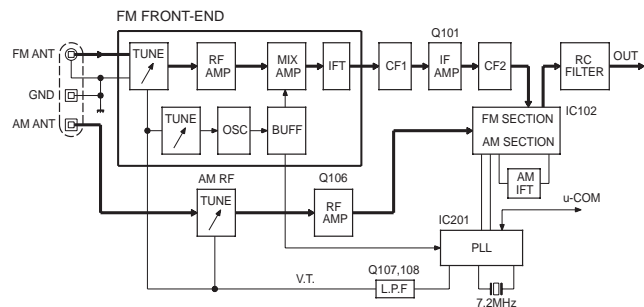 FM FRONT-END
FM ANT
GND
AM ANT
TUNE
RF AMP
MIX AMP
IFT
CF1
Q101
IF AMP
CF2
RC FILTER
OUT
TUNE
OSC
BUFF
IC102
FM SECTION
AM SECTION
AM IFT
AM RF
TUNE
Q106
RF AMP
IC201
PLL
u-COM
V.T.
Q107,108
L.P.F
7.2MHz